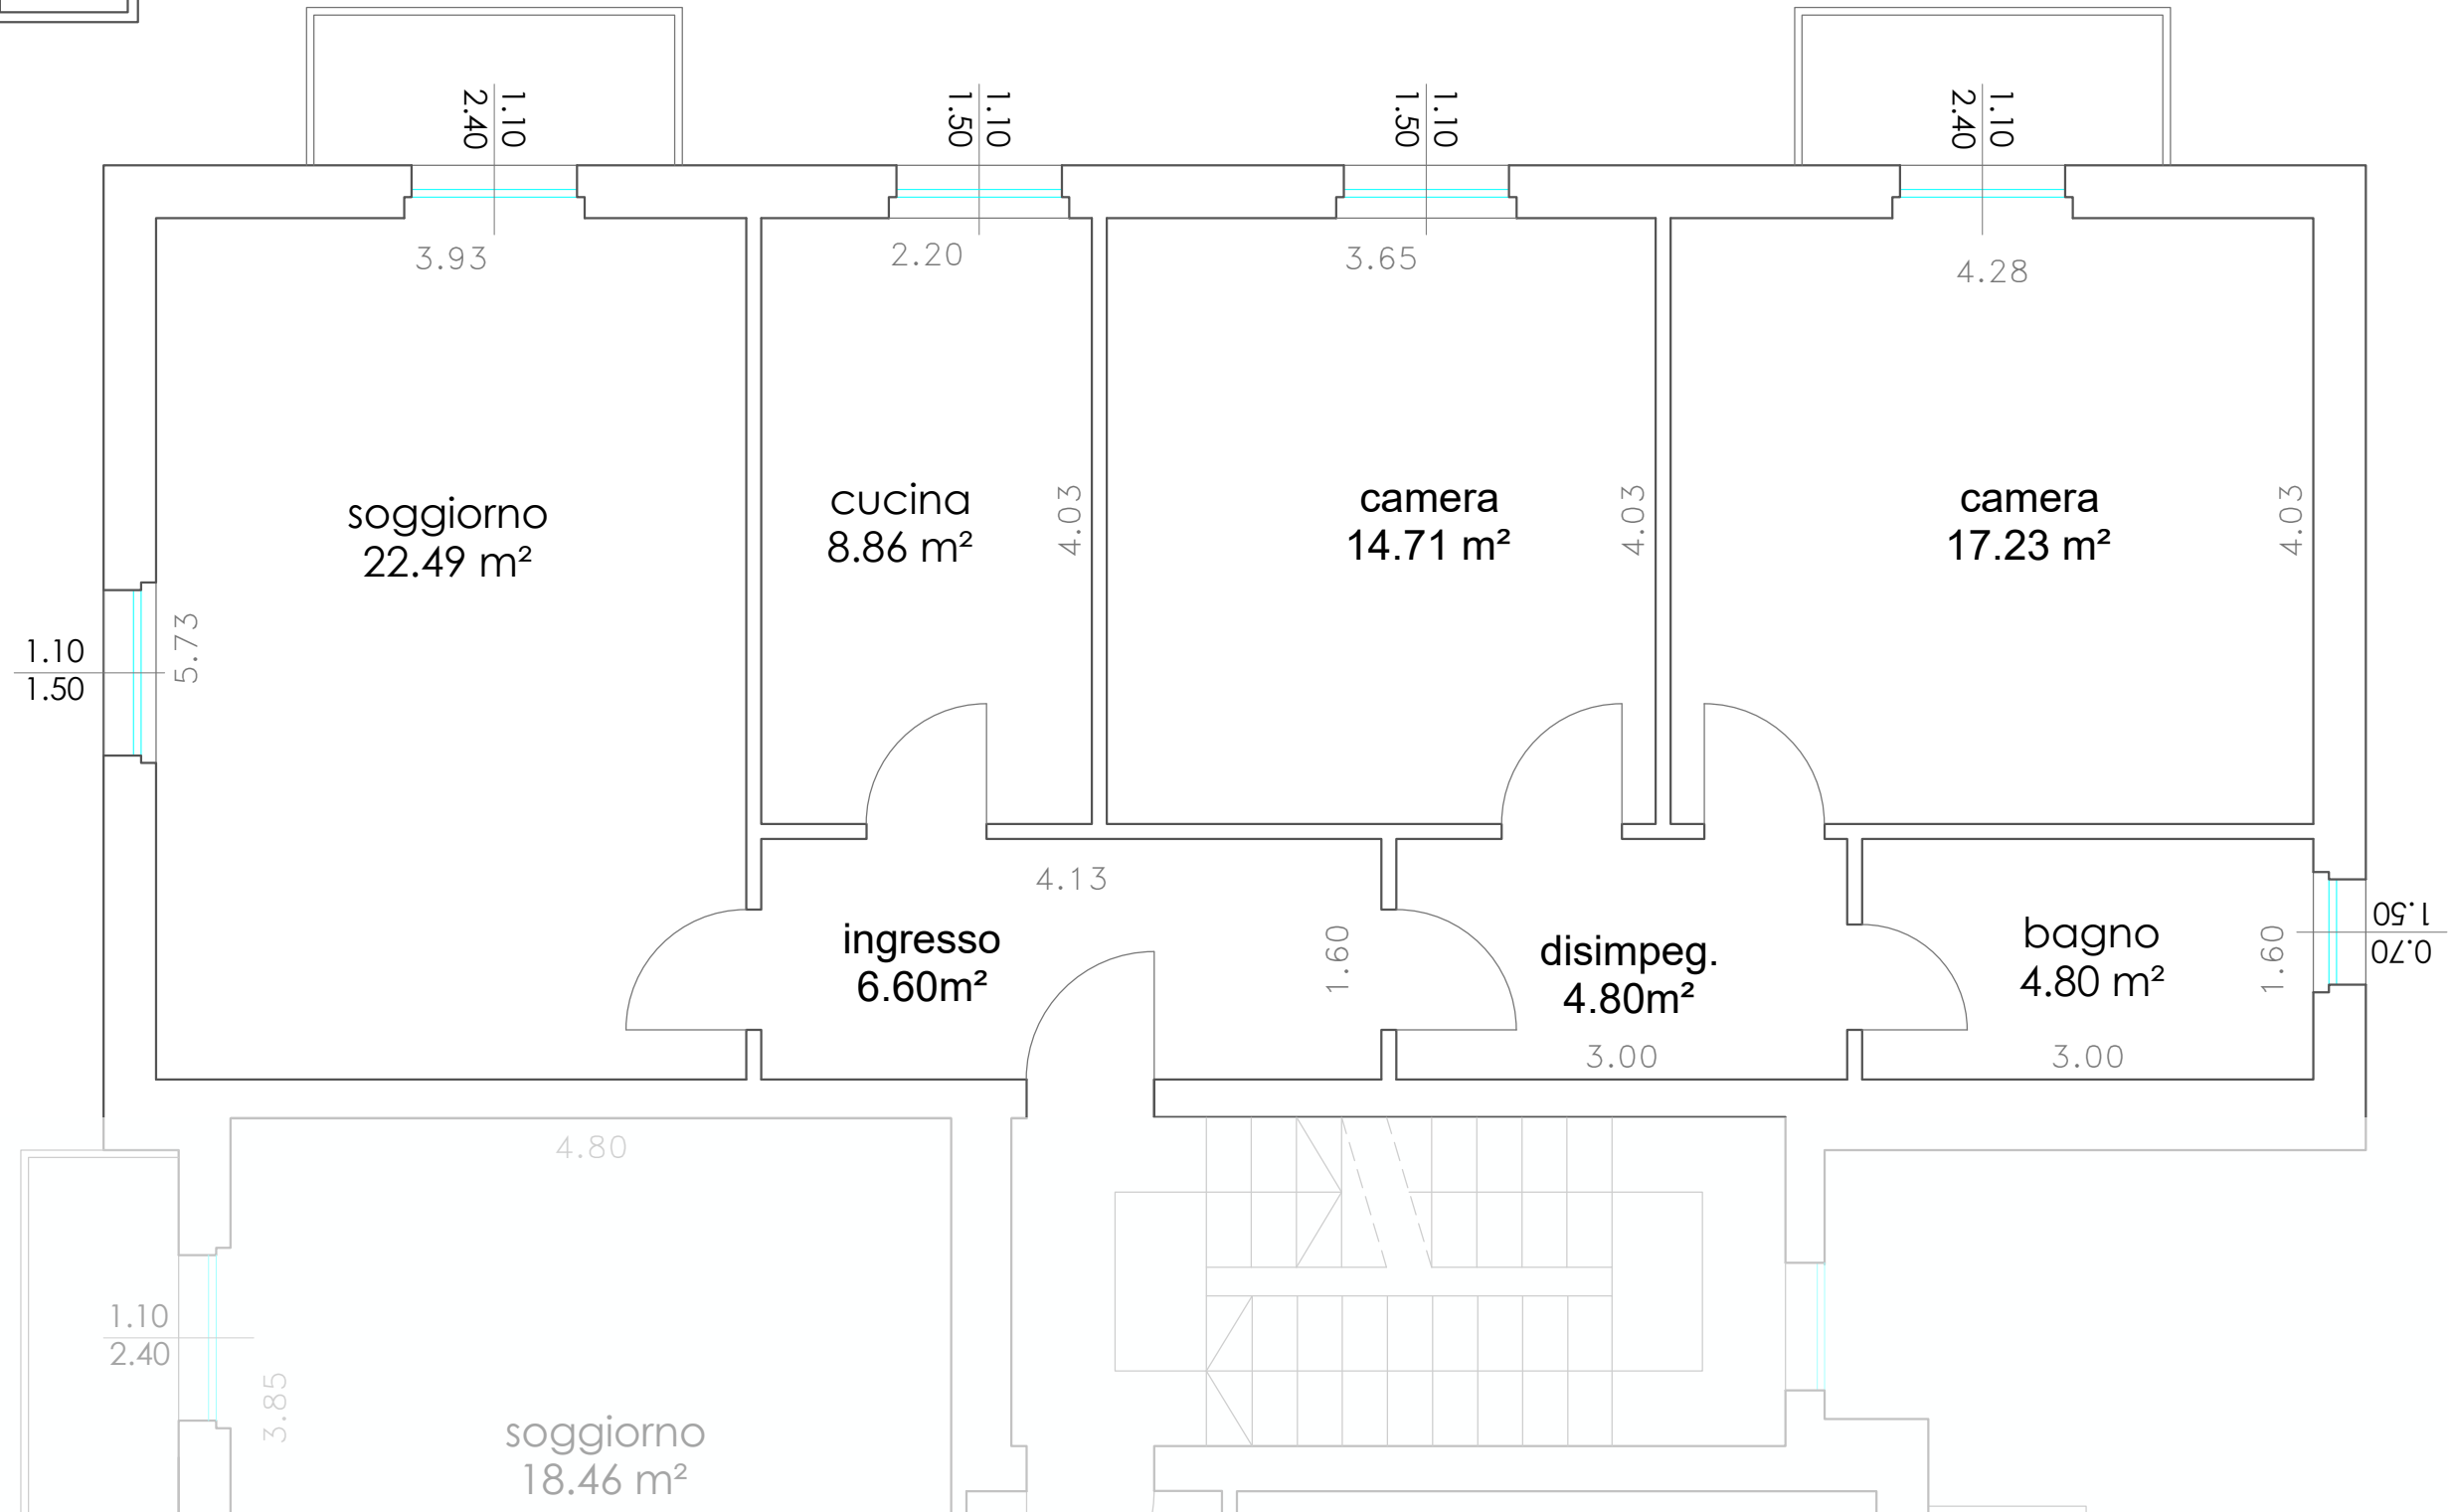 1.10
2.40
1.10
1.50
1.10
1.50
1.10
2.40
3.93
2.20
3.65
4.28
soggiorno
22.49 m²
cucina
8.86 m²
4.03
camera
14.71 m²
4.03
camera
17.23 m²
4.03
1.10
1.50
5.73
4.13
ingresso
6.60m²
1.60
disimpeg.
4.80m²
3.00
bagno
4.80 m²
3.00
1.60
0.70
1.50
4.80
1.10
2.40
3.85
soggiorno
18.46 m²